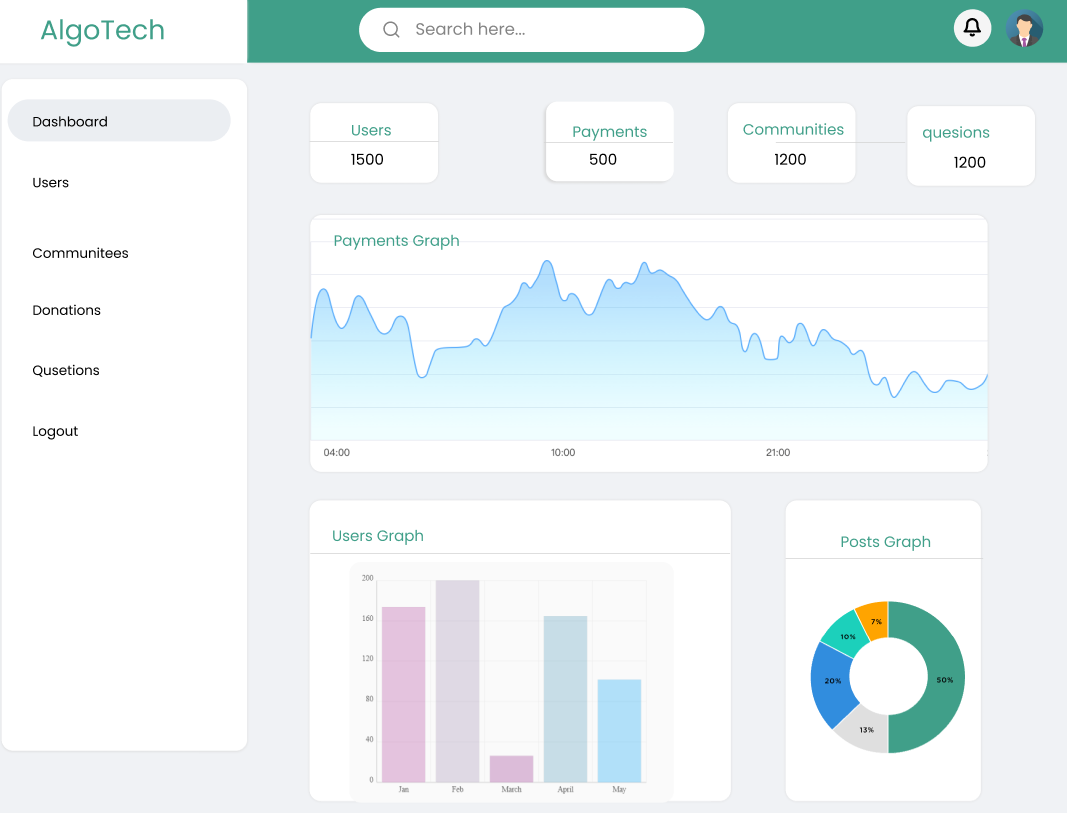 AlgoTech
Search here...
Dashboard
Users
Communitees
Donations
Qusetions
Logout
Users
1500
Payments
500
Communities
1200
quesions
1200
Payments Graph
04:00
10:00
21:00
Users Graph
200
160
120
80
40
0
Jan
Feb
March
April
May
Posts Graph
7%
10%
20%
50%
13%